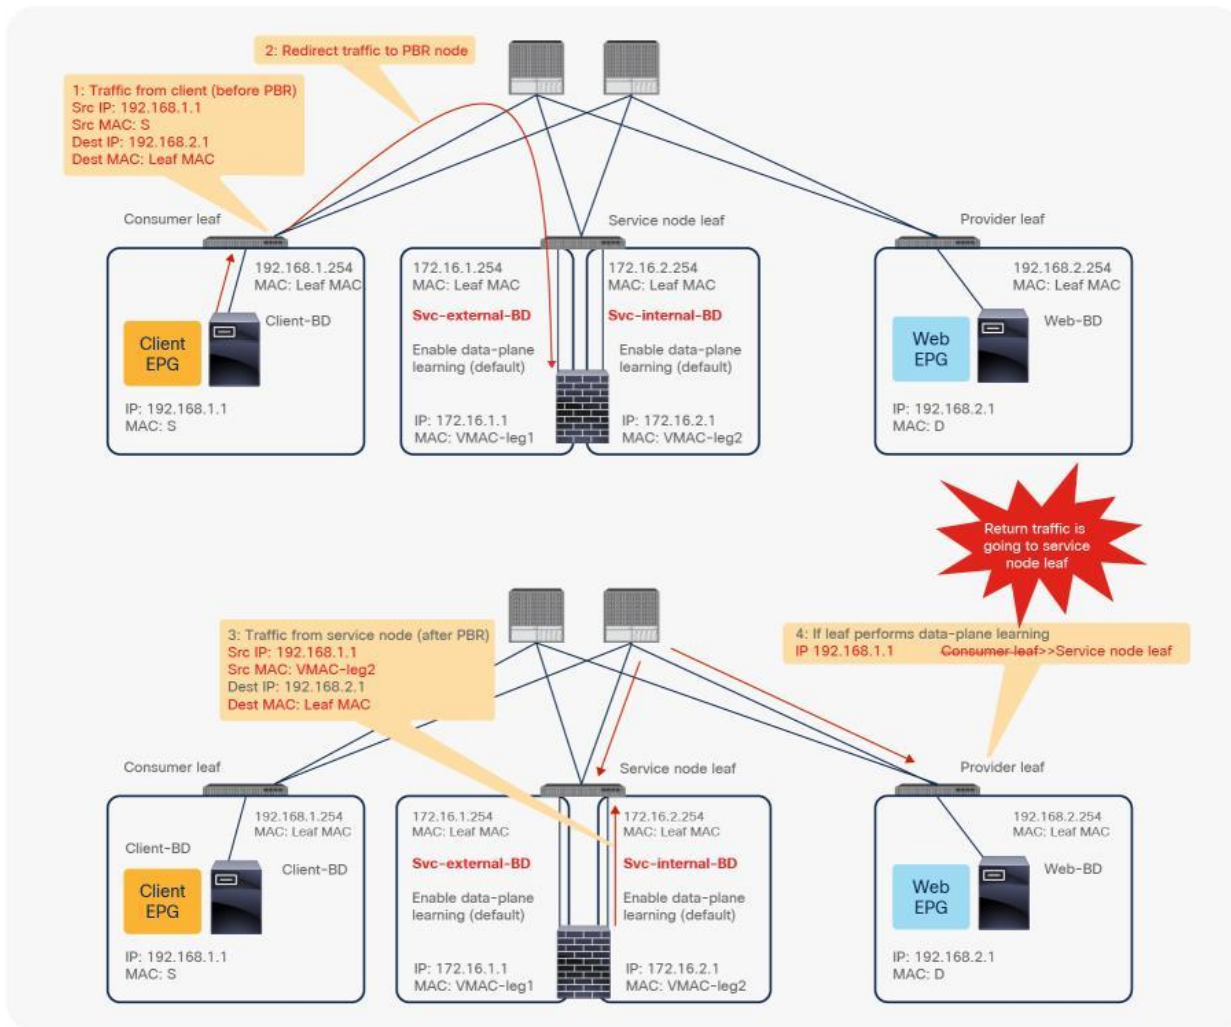 2: Redirect traffic to PBR node
1: Traffic from client (before PBR)
Src IP: 192.168.1.1
Src MAC: S
Dest IP: 192.168.2.1
Dest MAC: Leaf MAC
Consumer leaf
Service node leaf
Provider leaf
192.168.1.254
MAC: Leaf MAC
Client-BD
Client
EPG
IP: 192.168.1.1
MAC: S
172.16.1.254
MAC: Leaf MAC
Svc-external-BD
Enable data-plane
learning (default)
IP: 172.16.1.1
MAC: VMAC-leg1
172.16.2.254
MAC: Leaf MAC
Svc-internal-BD
Enable data-plane
learning (default)
IP: 172.16.2.1
MAC: VMAC-leg2
192.168.2.254
MAC: Leaf MAC
Web-BD
Web
EPG
IP: 192.168.2.1
MAC: D
Return traffic is
going to service
node leaf
3: Traffic from service node (after PBR)
Src IP: 192.168.1.1
Src MAC: VMAC-leg2
Dest IP: 192.168.2.1
Dest MAC: Leaf MAC
4: If leaf performs data-plane learning
IP 192.168.1.1 Consumer leaf>>Service node leaf
Consumer leaf
Service node leaf
Provider leaf
192.168.1.254
MAC: Leaf MAC
Client-BD
Client-BD
Client
EPG
IP: 192.168.1.1
MAC: S
172.16.1.254
MAC: Leaf MAC
Svc-external-BD
Enable data-plane
learning (default)
IP: 172.16.1.1
MAC: VMAC-leg1
172.16.2.254
MAC: Leaf MAC
Svc-internal-BD
Enable data-plane
learning (default)
IP: 172.16.2.1
MAC: VMAC-leg2
192.168.2.254
MAC: Leaf MAC
Web-BD
Web
EPG
IP: 192.168.2.1
MAC: D